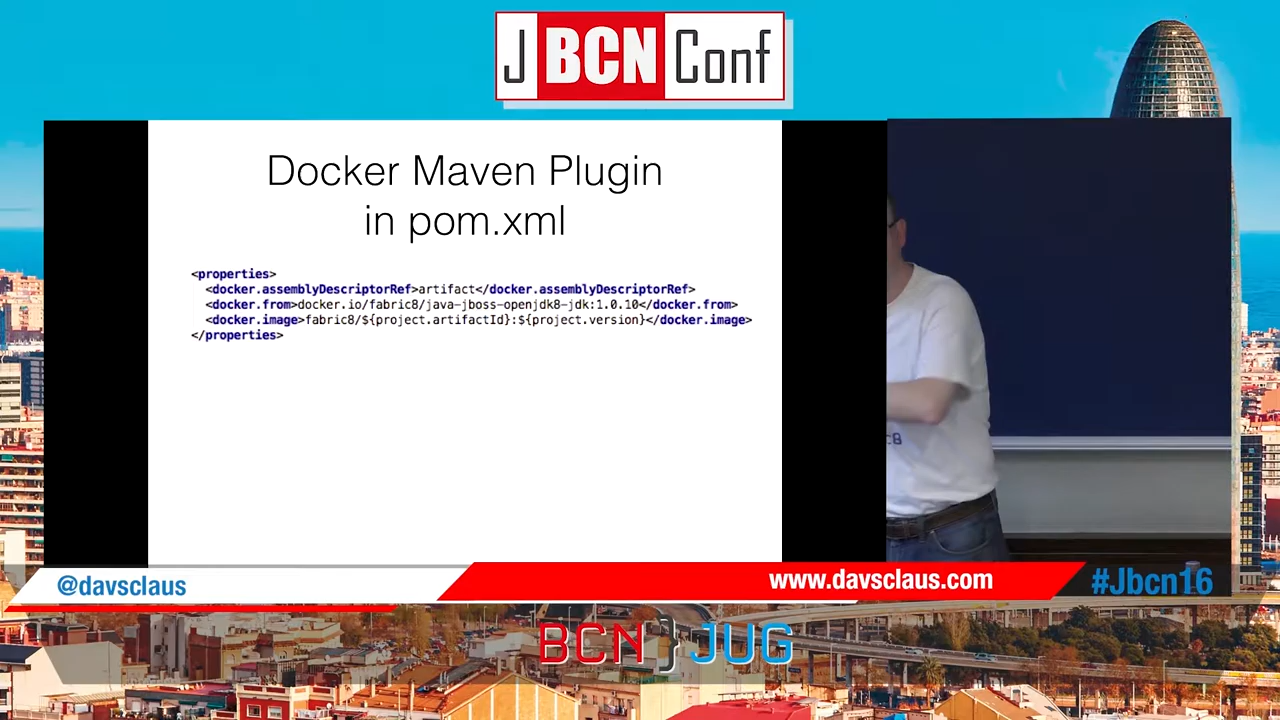 J BCN Conf
Docker Maven Plugin
in pom.xml
<properties>
<docker.assemblyDescriptorRef>artifact</docker.assemblyDescriptorRef>
<docker.from>docker.io/fabric8/java-jboss-openjdk8-jdk:1.0.10</docker.from>
<docker.image>fabric8/${project.artifactId}:${project.version}</docker.image>
</properties>
@davsclaus
www.davsclaus.com
#Jbcn16
BCN}JUG